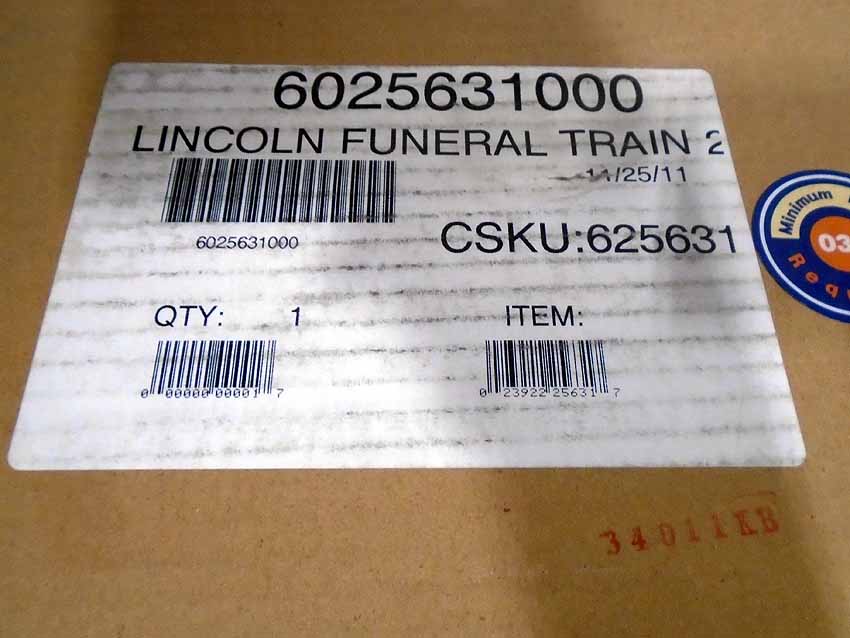 6025631000
LINCOLN FUNERAL TRAIN 2
11/25/11
6025631000
CSKU:625631
QTY: 1
ITEM:
0 00000 00001 7
0 23922 25631 7
Minimum
03
34011KB